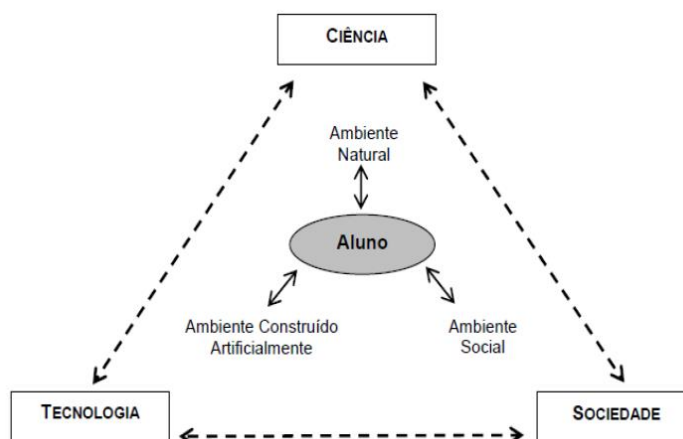 CIÊNCIA
Ambiente
Natural
Aluno
Ambiente Construído
Artificialmente
Ambiente
Social
TECNOLOGIA
SOCIEDADE